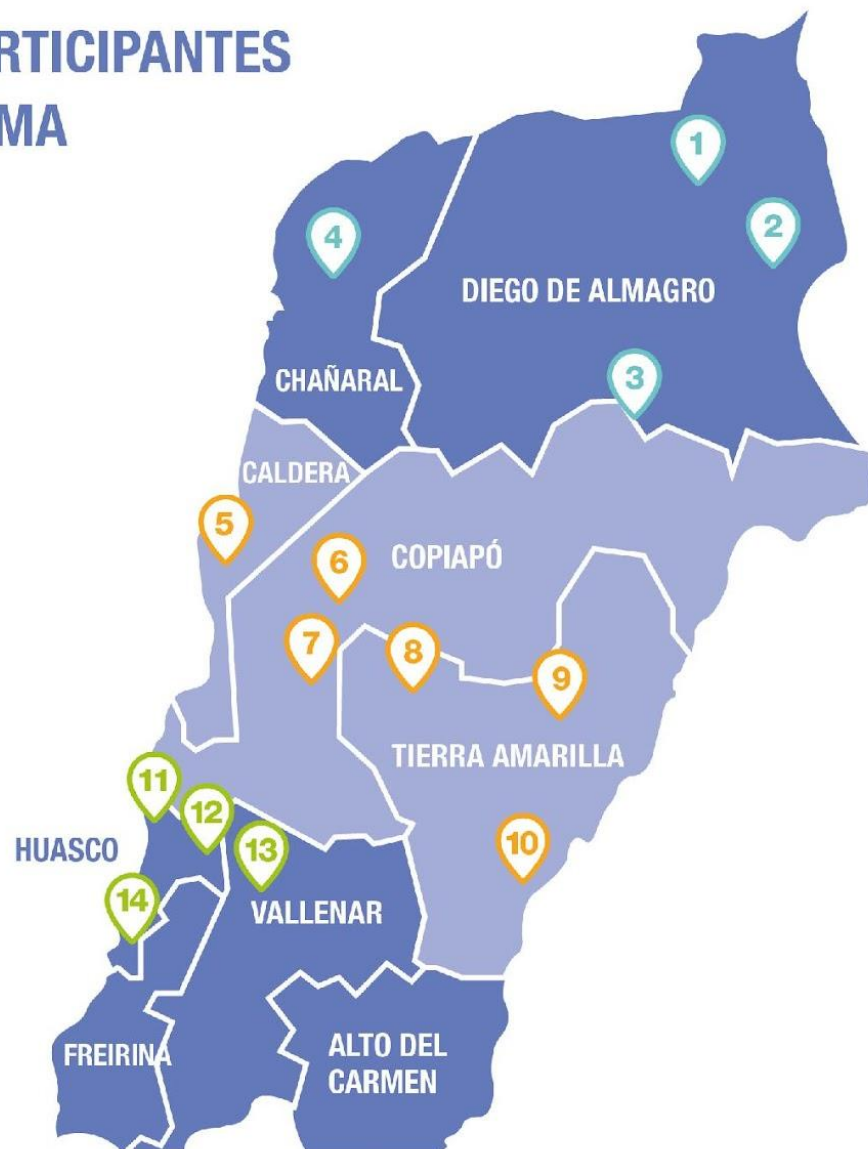 RTICIPANTES
MA
1
2
4
DIEGO DE ALMAGRO
3
CHAÑARAL
CALDERA
5
COPIAPÓ
6
7
8
9
TIERRA AMARILLA
11
12
10
HUASCO
13
14
VALLENAR
FREIRINA
ALTO DEL
CARMEN